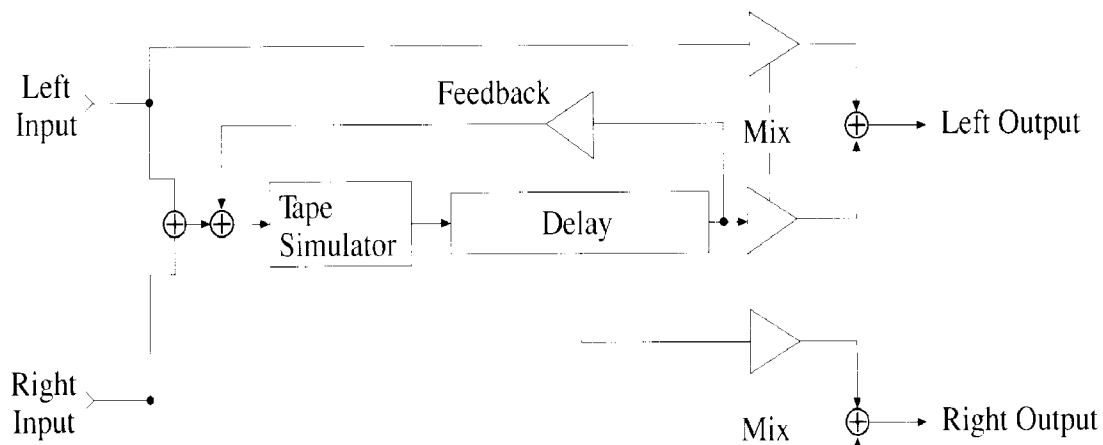 Left
Input
Feedback
Mix
Left Output
Tape
Simulator
Delay
Right
Input
Mix
Right Output